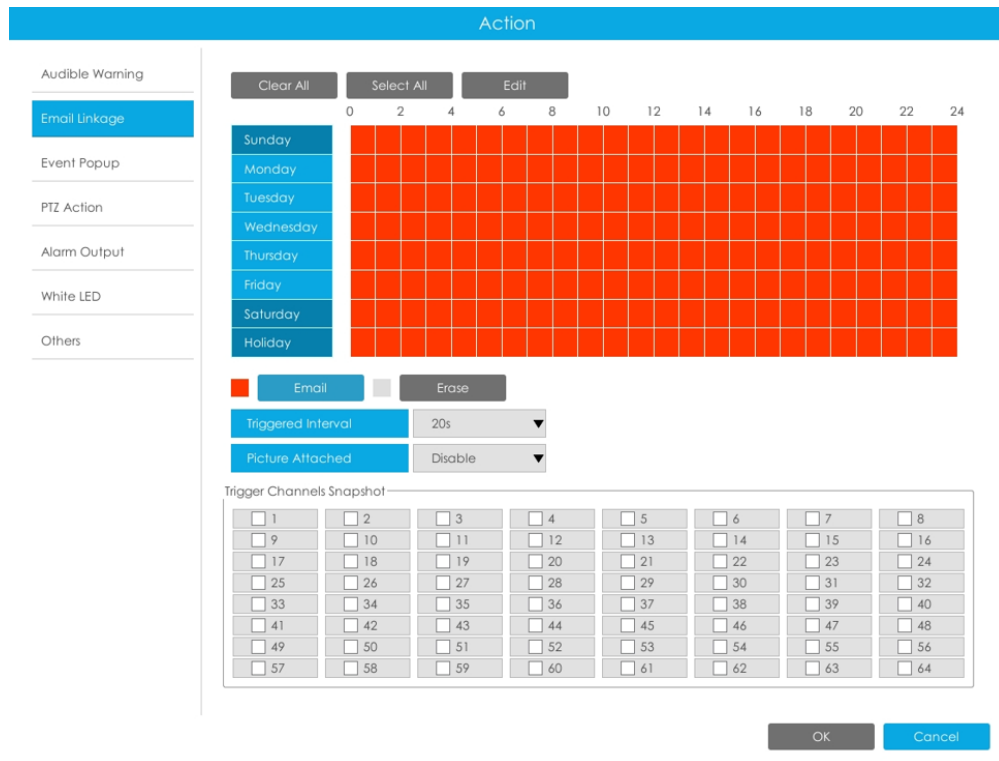 Action
Audible Warning
Email Linkage
Event Popup
PTZ Action
Alarm Output
White LED
Others
Clear All Select All Edit
0 2 4 6 8 10 12 14 16 18 20 22 24
Sunday
Monday
Tuesday
Wednesday
Thursday
Friday
Saturday
Holiday
Email Erase
Triggered Interval 20s
Picture Attached Disable
Trigger Channels Snapshot
1 2 3 4 5 6 7 8
9 10 11 12 13 14 15 16
17 18 19 20 21 22 23 24
25 26 27 28 29 30 31 32
33 34 35 36 37 38 39 40
41 42 43 44 45 46 47 48
49 50 51 52 53 54 55 56
57 58 59 60 61 62 63 64
OK Cancel